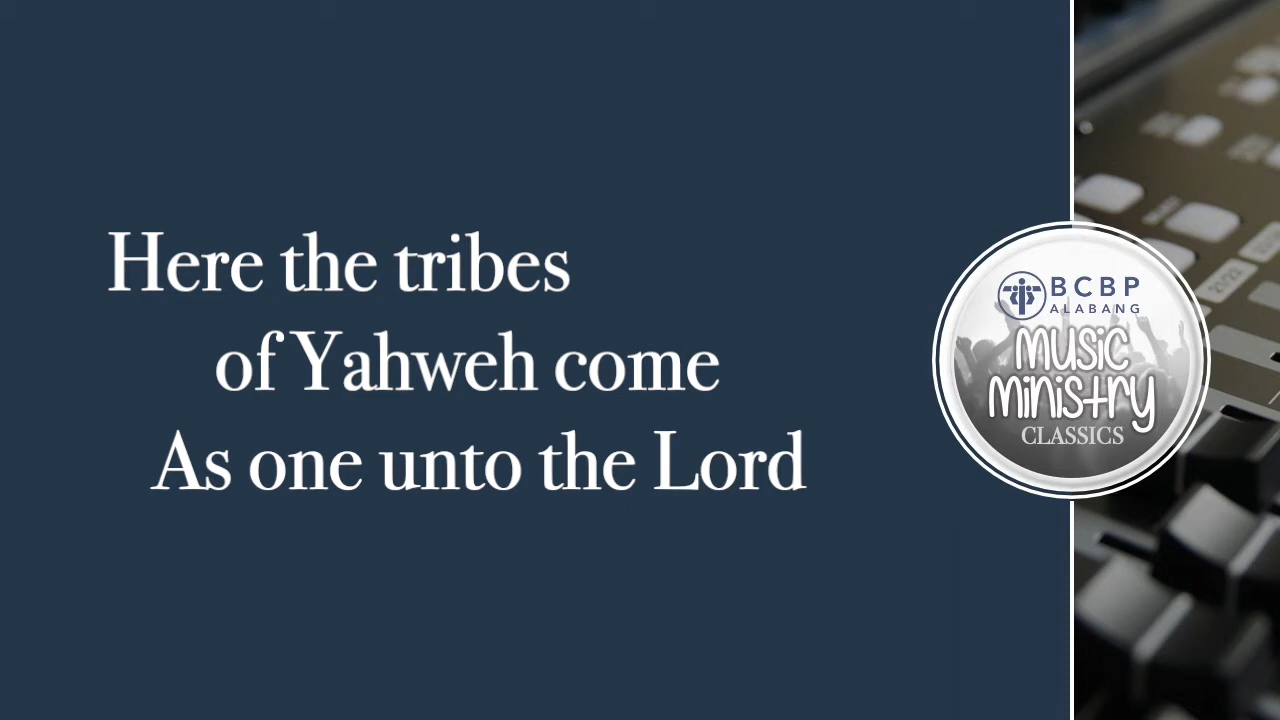 Here the tribes
of Yahweh come
As one unto the Lord
BCBP
ALABANG
music
ministry
CLASSICS